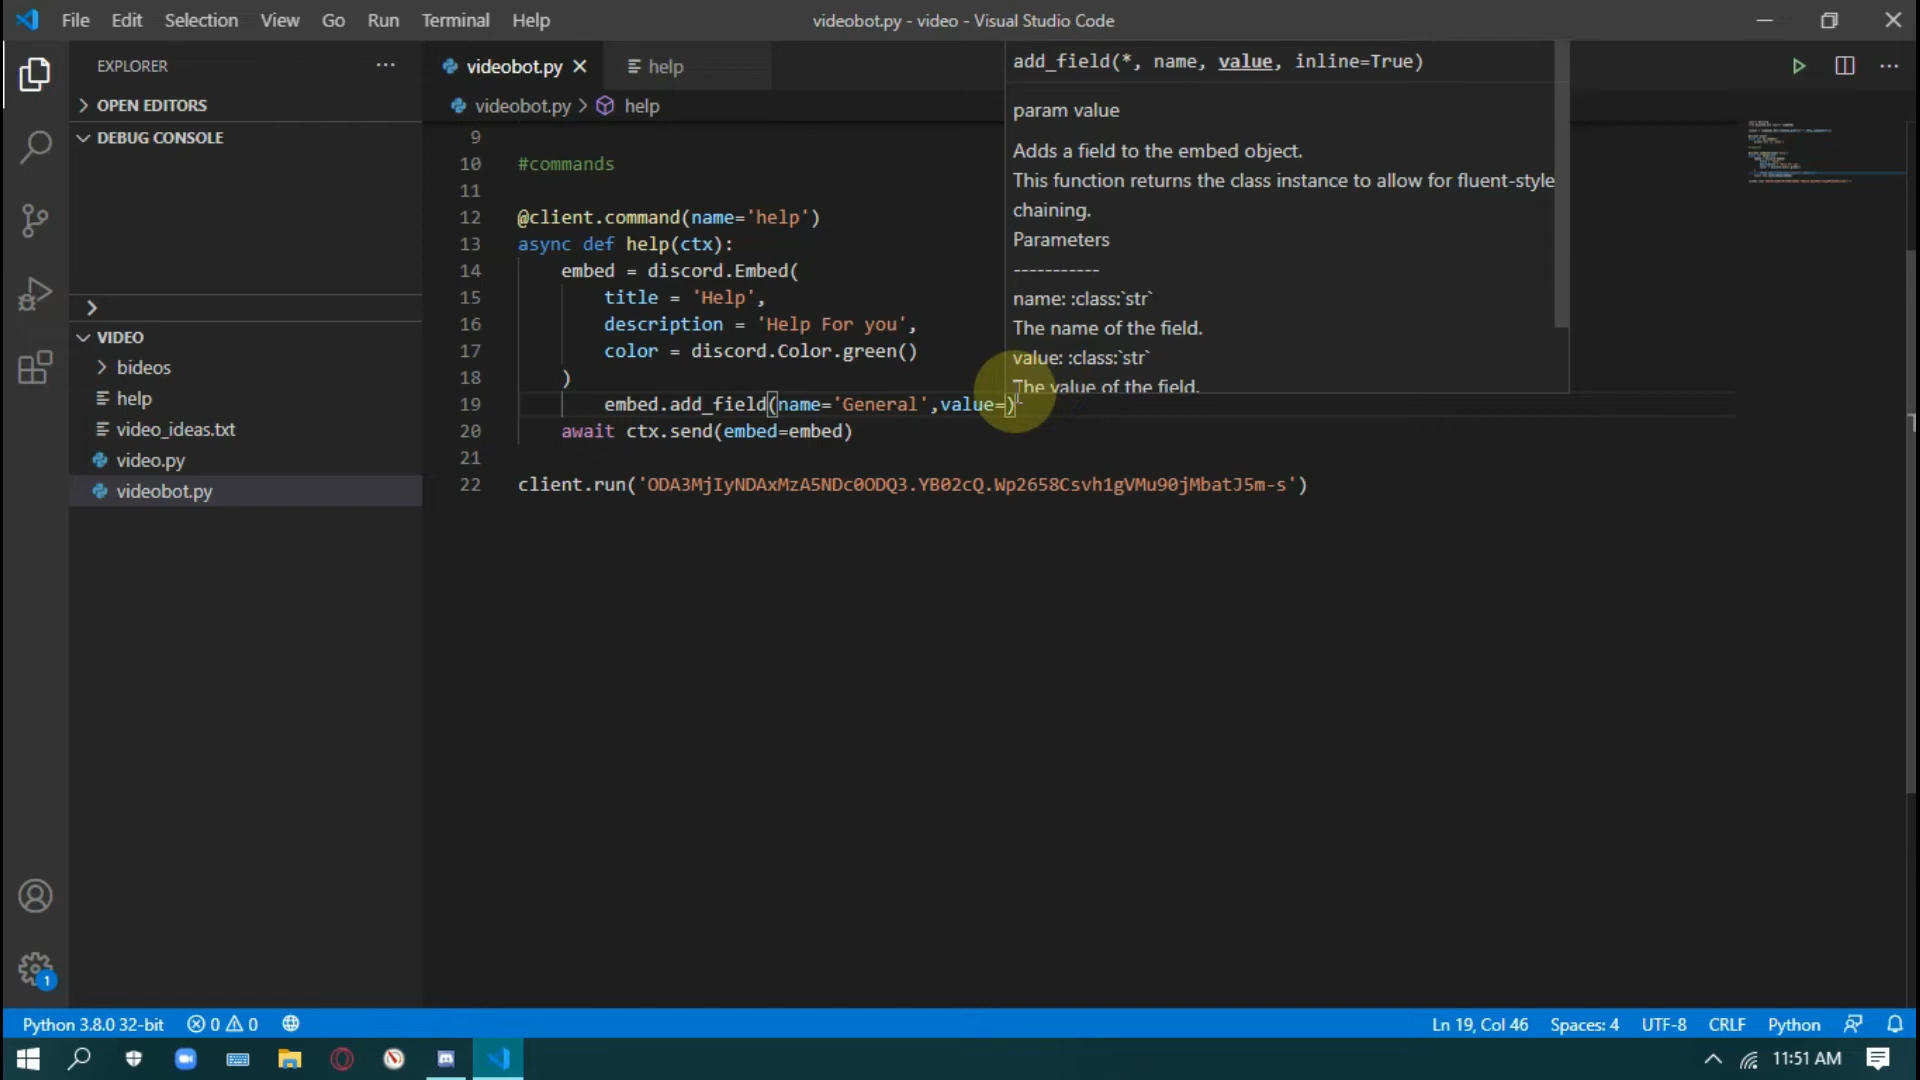 File Edit Selection View Go Run Terminal Help
videobot.py - video - Visual Studio Code
EXPLORER
OPEN EDITORS
DEBUG CONSOLE
VIDEO
bideos
help
video_ideas.txt
video.py
videobot.py
videobot.py
help
videobot.py > help
9
10 #commands
11
12 @client.command(name='help')
13 async def help(ctx):
14 embed = discord.Embed(
15 title = 'Help',
16 description = 'Help For you',
17 color = discord.Color.green()
18 )
19 embed.add_field(name='General',value=)
20 await ctx.send(embed=embed)
21
22 client.run('ODA3MjIyNDAxMzA5NDc0ODQ3.YB02cQ.Wp2658Csvh1gVMu90jMbatJ5m-s')
add_field(*, name, value, inline=True)
param value
Adds a field to the embed object.
This function returns the class instance to allow for fluent-style
chaining.
Parameters
-----------
name: :class:`str`
The name of the field.
value: :class:`str`
The value of the field.
1
Python 3.8.0 32-bit 0 0
Ln 19, Col 46 Spaces: 4 UTF-8 CRLF Python
11:51 AM